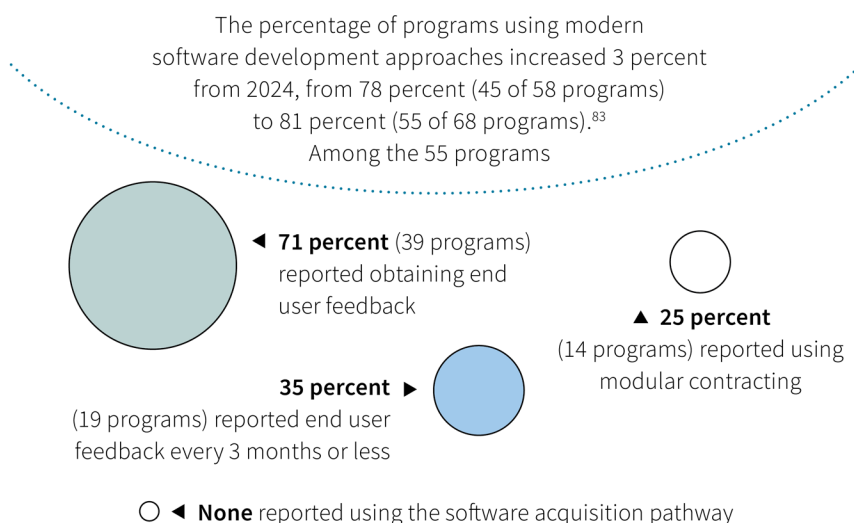 The percentage of programs using modern
software development approaches increased 3 percent
from 2024, from 78 percent (45 of 58 programs)
to 81 percent (55 of 68 programs).83
Among the 55 programs
71 percent (39 programs)
reported obtaining end
user feedback
25 percent
(14 programs) reported using
modular contracting
35 percent
(19 programs) reported end user
feedback every 3 months or less
None reported using the software acquisition pathway